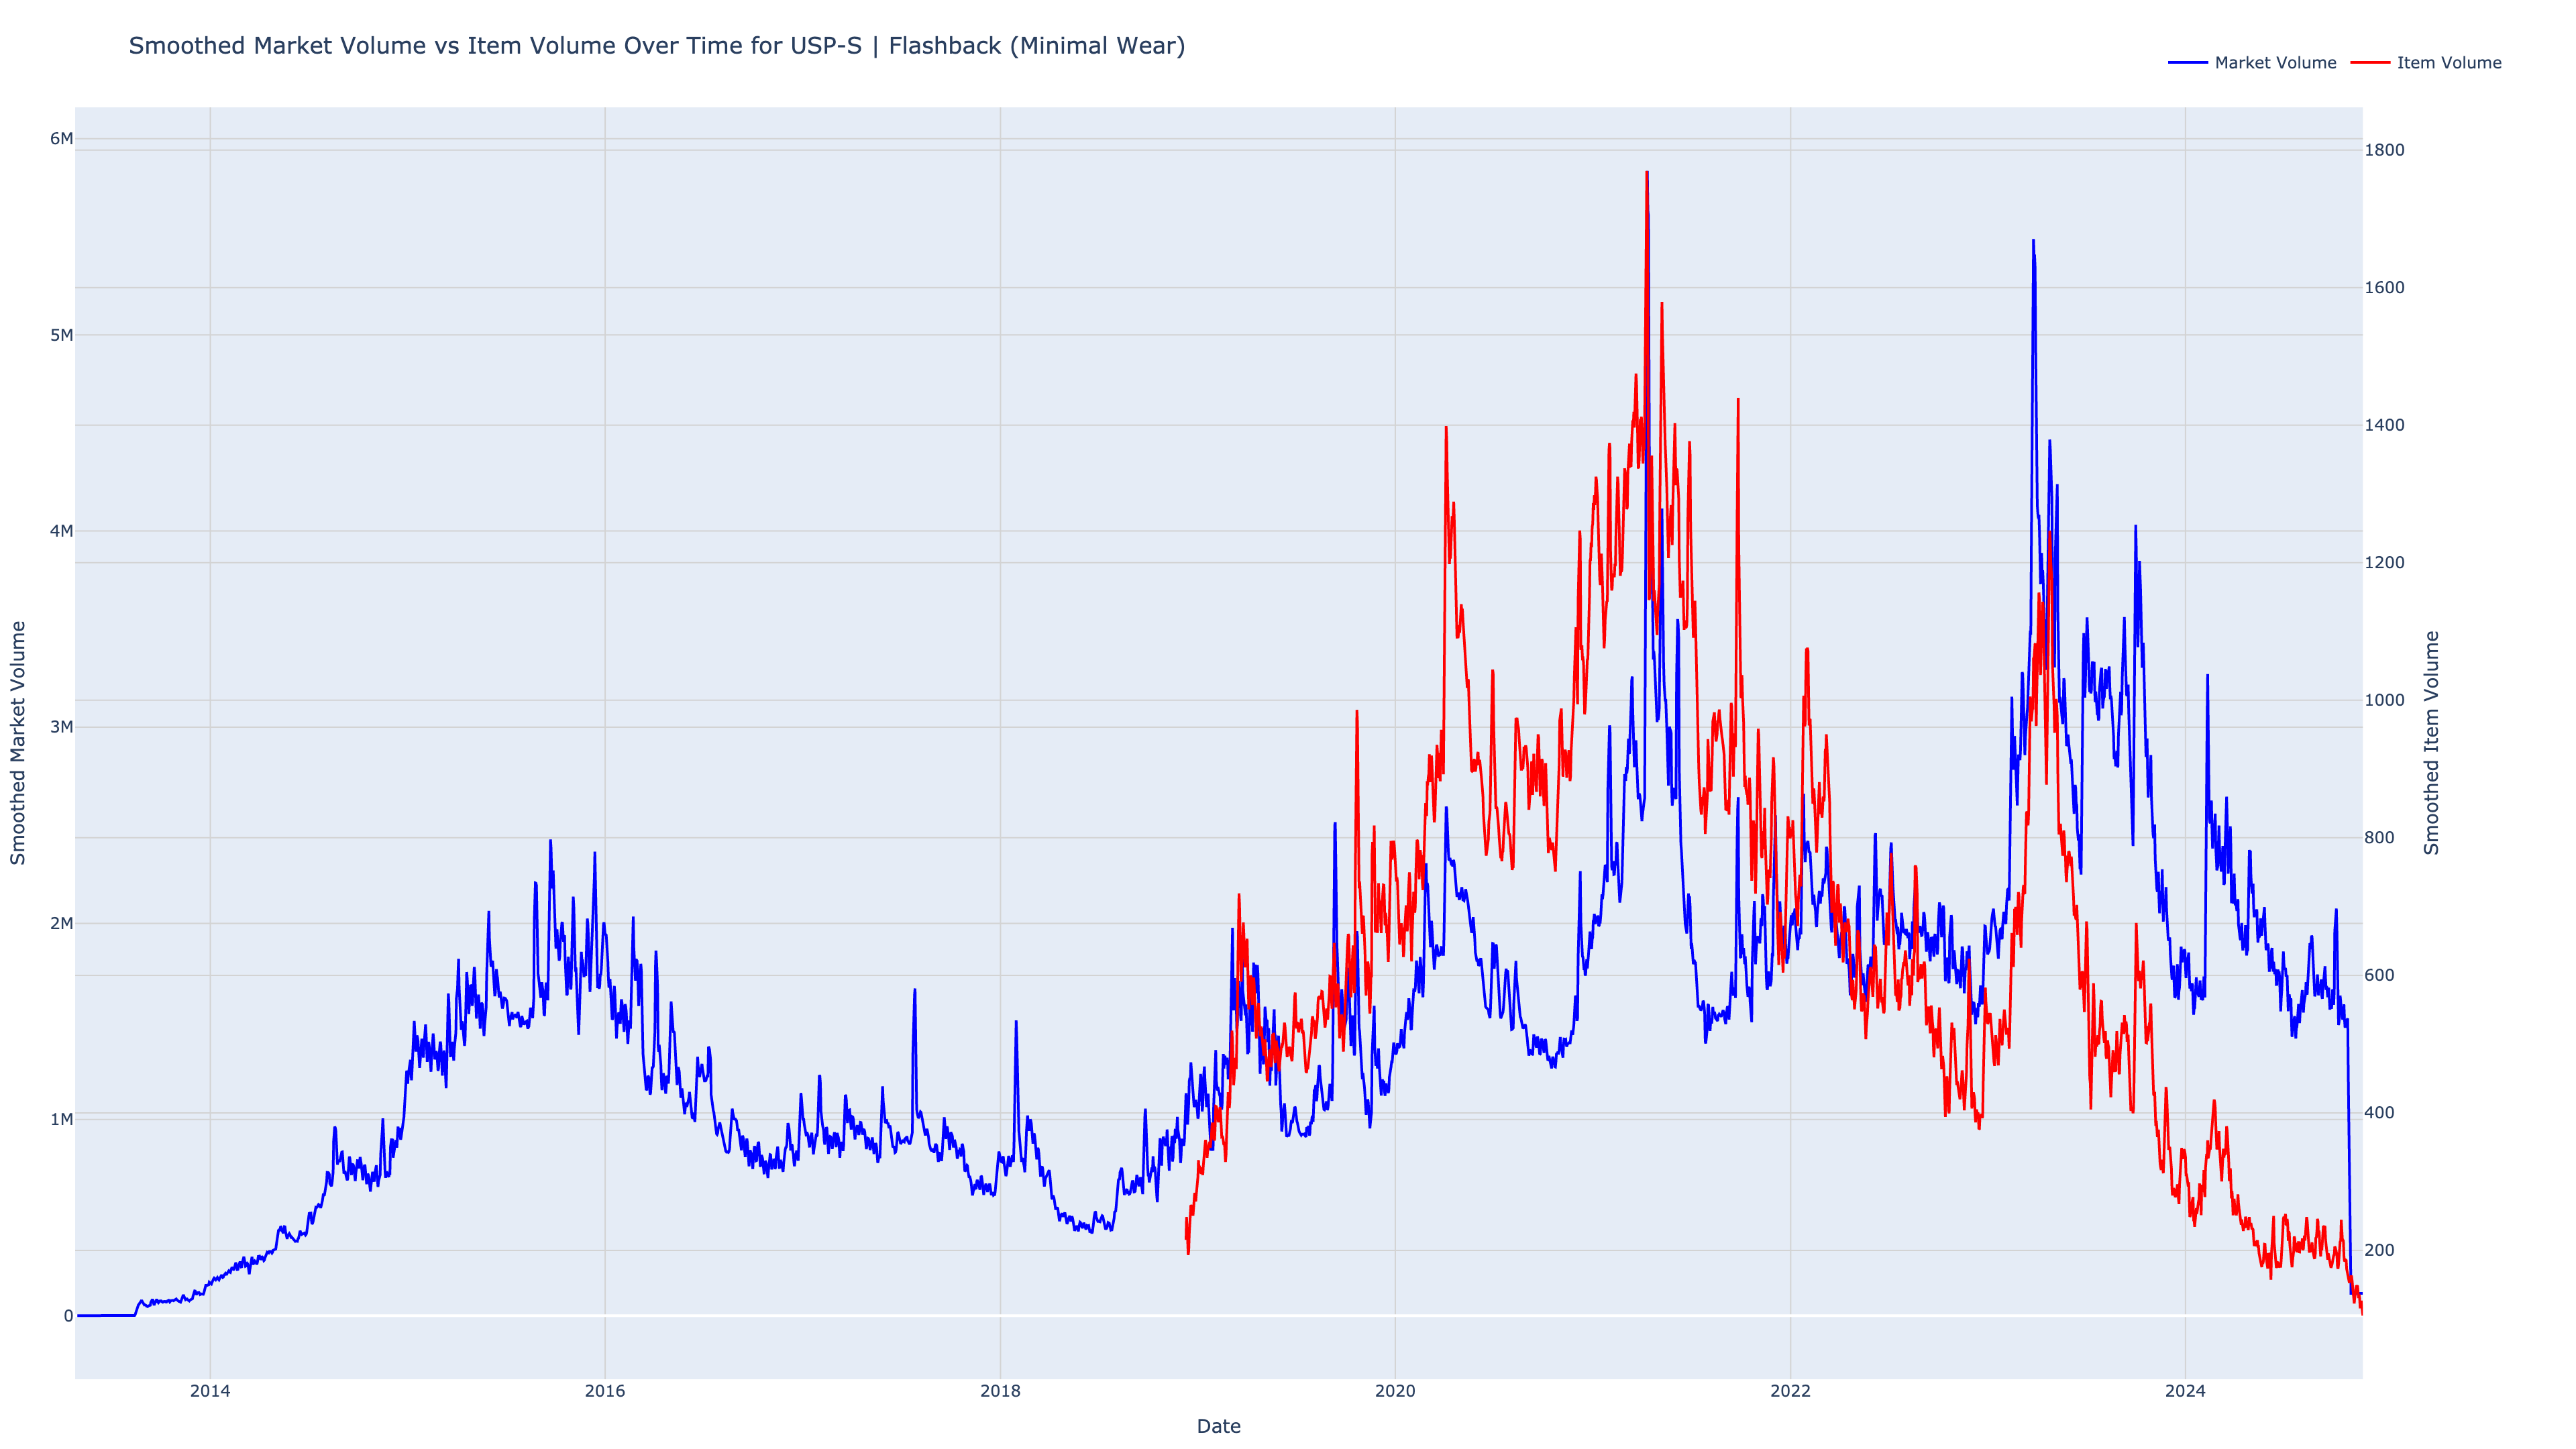 Smoothed Market Volume vs Item Volume Over Time for USP-S | Flashback (Minimal Wear)
Market Volume
Item Volume
6M
5M
4M
3M
2M
1M
0
Smoothed Market Volume
1800
1600
1400
1200
1000
800
600
400
200
Smoothed Item Volume
2014
2016
2018
2020
2022
2024
Date